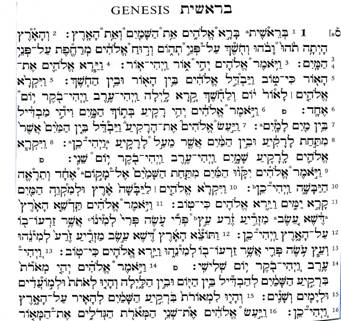 GENESIS בראשית
1 ¹ בְּרֵאשִׁית בָּרָא אֱלֹהִים אֵת הַשָּׁמַיִם וְאֵת הָאָרֶץ׃ ² וְהָאָרֶץ
הָיְתָה תֹהוּ וָבֹהוּ וְחֹשֶׁךְ עַל־פְּנֵי תְהוֹם וְרוּחַ אֱלֹהִים מְרַחֶפֶת עַל־פְּנֵי
הַמָּיִם׃ ³ וַיֹּאמֶר אֱלֹהִים יְהִי אוֹר וַיְהִי־אוֹר׃ ⁴ וַיַּרְא אֱלֹהִים אֶת־
הָאוֹר כִּי־טוֹב וַיַּבְדֵּל אֱלֹהִים בֵּין הָאוֹר וּבֵין הַחֹשֶׁךְ׃ ⁵ וַיִּקְרָא
אֱלֹהִים ׀ לָאוֹר יוֹם וְלַחֹשֶׁךְ קָרָא לָיְלָה וַיְהִי־עֶרֶב וַיְהִי־בֹקֶר יוֹם
אֶחָד׃ פ ⁶ וַיֹּאמֶר אֱלֹהִים יְהִי רָקִיעַ בְּתוֹךְ הַמָּיִם וִיהִי מַבְדִּיל
בֵּין מַיִם לָמָיִם׃ ⁷ וַיַּעַשׂ אֱלֹהִים אֶת־הָרָקִיעַ וַיַּבְדֵּל בֵּין הַמַּיִם אֲשֶׁר
מִתַּחַת לָרָקִיעַ וּבֵין הַמַּיִם אֲשֶׁר מֵעַל לָרָקִיעַ וַיְהִי־כֵן׃ ⁸ וַיִּקְרָא
אֱלֹהִים לָרָקִיעַ שָׁמָיִם וַיְהִי־עֶרֶב וַיְהִי־בֹקֶר יוֹם שֵׁנִי׃ פ
⁹ וַיֹּאמֶר אֱלֹהִים יִקָּווּ הַמַּיִם מִתַּחַת הַשָּׁמַיִם אֶל־מָקוֹם אֶחָד וְתֵרָאֶה
הַיַּבָּשָׁה וַיְהִי־כֵן׃ ¹⁰ וַיִּקְרָא אֱלֹהִים ׀ לַיַּבָּשָׁה אֶרֶץ וּלְמִקְוֵה הַמַּיִם
קָרָא יַמִּים וַיַּרְא אֱלֹהִים כִּי־טוֹב׃ ¹¹ וַיֹּאמֶר אֱלֹהִים תַּדְשֵׁא הָאָרֶץ
דֶּשֶׁא עֵשֶׂב מַזְרִיעַ זֶרַע עֵץ פְּרִי עֹשֶׂה פְּרִי לְמִינוֹ אֲשֶׁר זַרְעוֹ־בוֹ
עַל־הָאָרֶץ וַיְהִי־כֵן׃ ¹² וַתּוֹצֵא הָאָרֶץ דֶּשֶׁא עֵשֶׂב מַזְרִיעַ זֶרַע לְמִינֵהוּ
וְעֵץ עֹשֶׂה־פְּרִי אֲשֶׁר זַרְעוֹ־בוֹ לְמִינֵהוּ וַיַּרְא אֱלֹהִים כִּי־טוֹב׃ ¹³ וַיְהִי־
עֶרֶב וַיְהִי־בֹקֶר יוֹם שְׁלִישִׁי׃ פ ¹⁴ וַיֹּאמֶר אֱלֹהִים יְהִי מְאֹרֹת
בִּרְקִיעַ הַשָּׁמַיִם לְהַבְדִּיל בֵּין הַיּוֹם וּבֵין הַלָּיְלָה וְהָיוּ לְאֹתֹת וּלְמוֹעֲדִים
וּלְיָמִים וְשָׁנִים׃ ¹⁵ וְהָיוּ לִמְאוֹרֹת בִּרְקִיעַ הַשָּׁמַיִם לְהָאִיר עַל־הָאָרֶץ
וַיְהִי־כֵן׃ ¹⁶ וַיַּעַשׂ אֱלֹהִים אֶת־שְׁנֵי הַמְּאֹרֹת הַגְּדֹלִים אֶת־הַמָּאוֹר